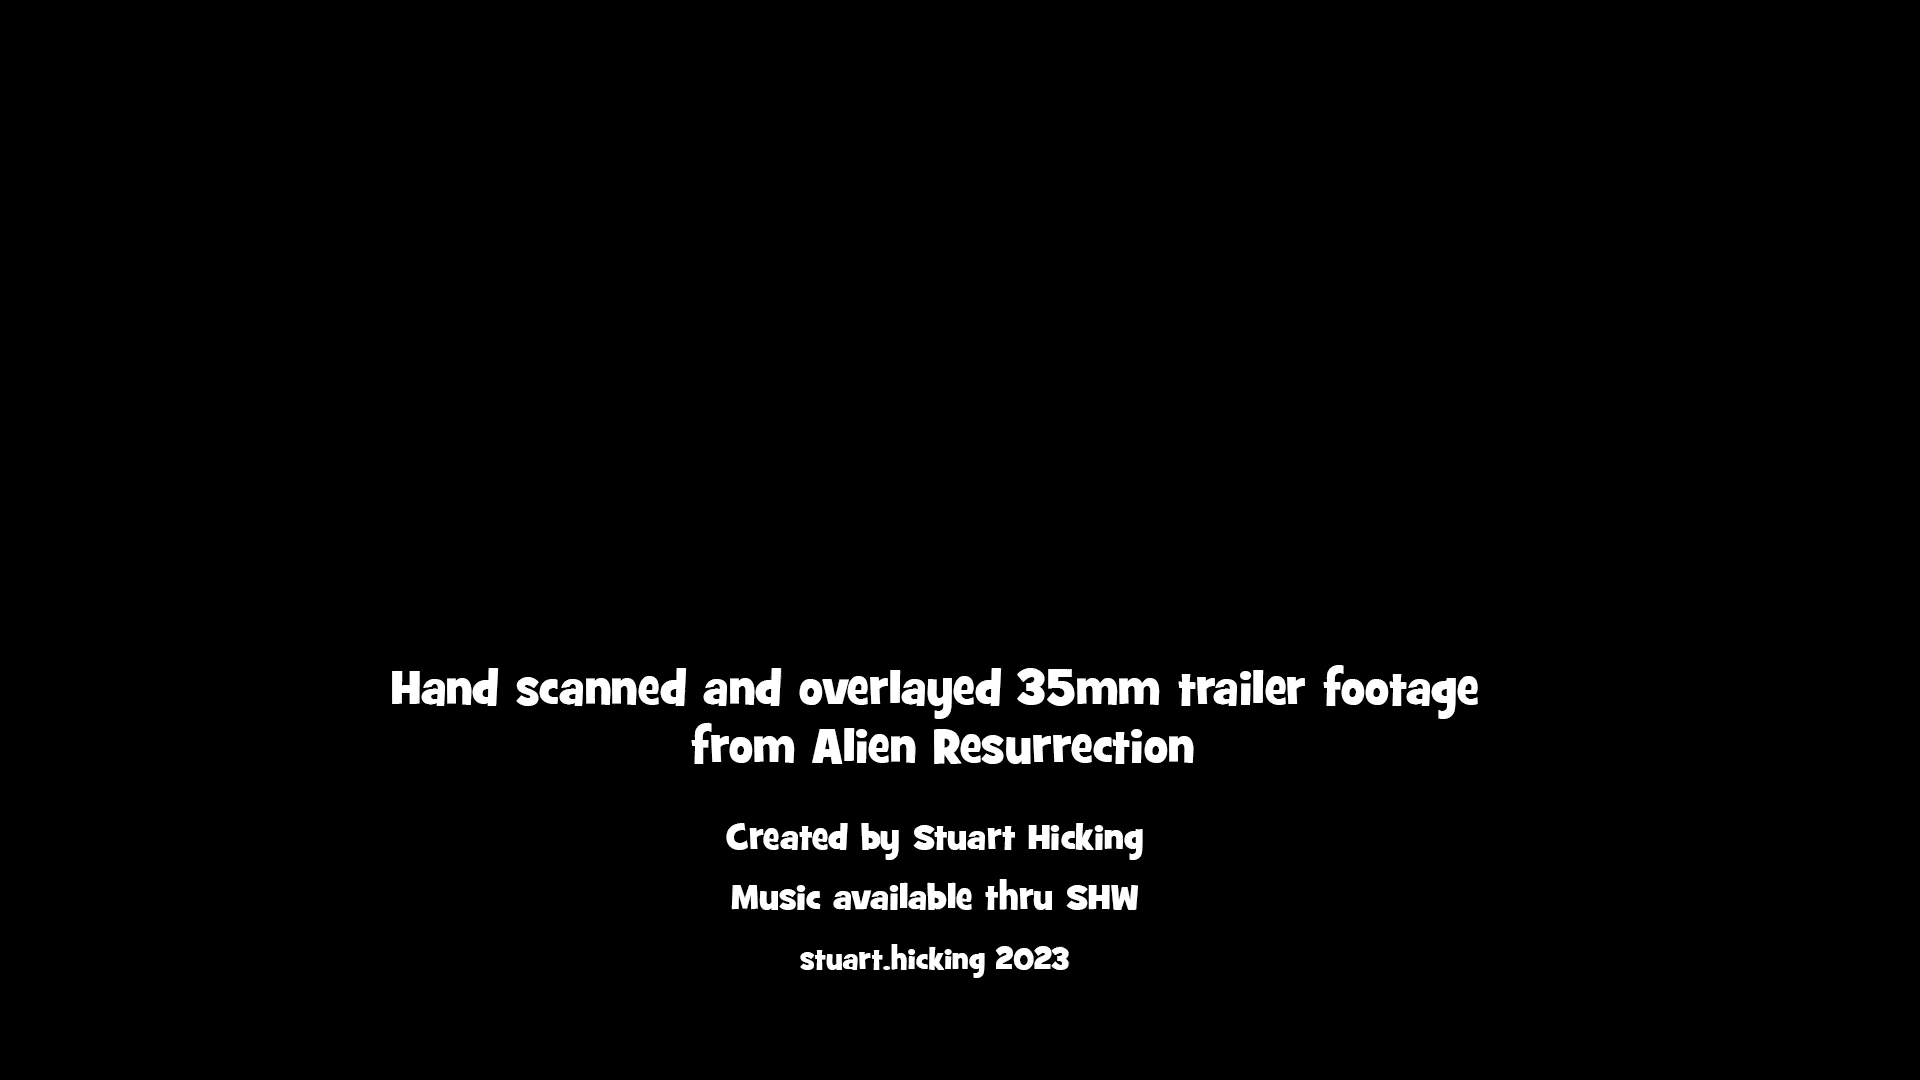 Hand scanned and overlayed 35mm trailer footage
from Alien Resurrection
Created by Stuart Hicking
Music available thru SHW
stuart.hicking 2023